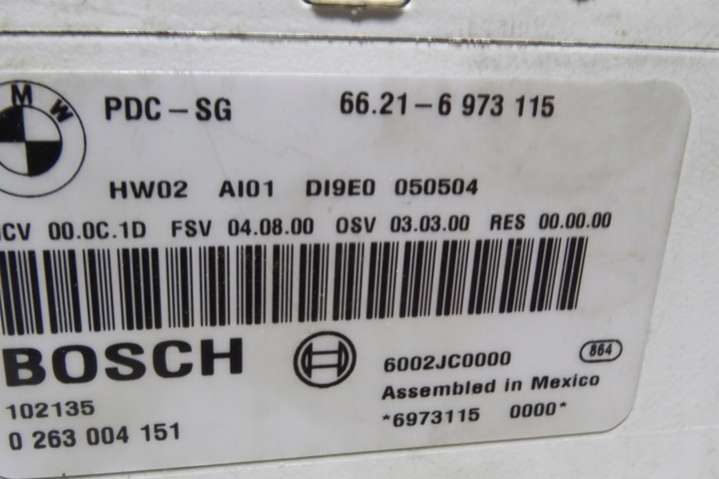 BMW PDC-SG 66.21-6 973 115
HW02 AI01 DI9E0 050504
CV 00.0C.1D FSV 04.08.00 OSV 03.03.00 RES 00.00.00
BOSCH 6002JC0000 864
Assembled in Mexico
102135 *6973115 0000*
0 263 004 151